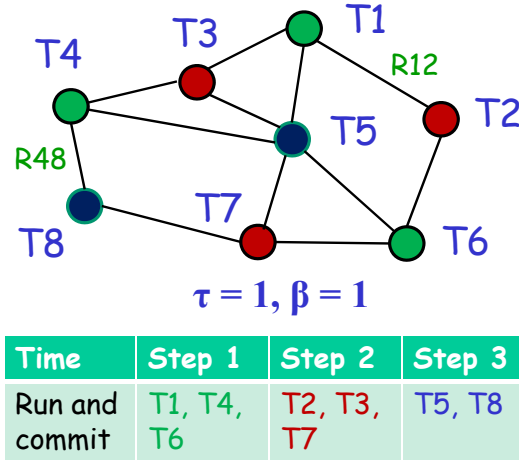 T1
T3
T4
R12
T2
T5
R48
T7
T8
T6
τ = 1, β = 1
Time Step 1 Step 2 Step 3
Run and commit T1, T4, T6 T2, T3, T7 T5, T8